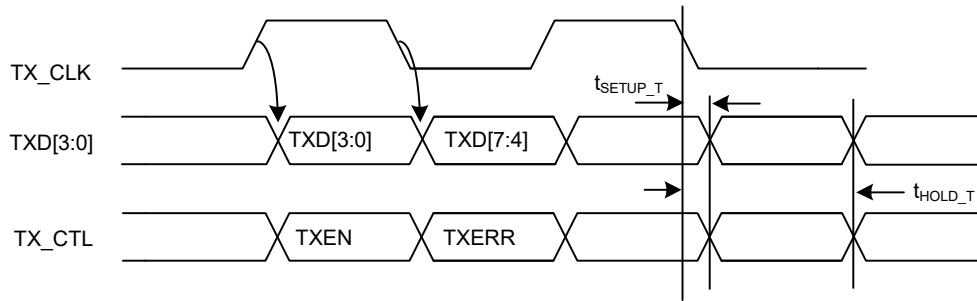 TX_CLK
tSETUP_T
TXD[3:0]
TXD[3:0]
TXD[7:4]
tHOLD_T
TX_CTL
TXEN
TXERR